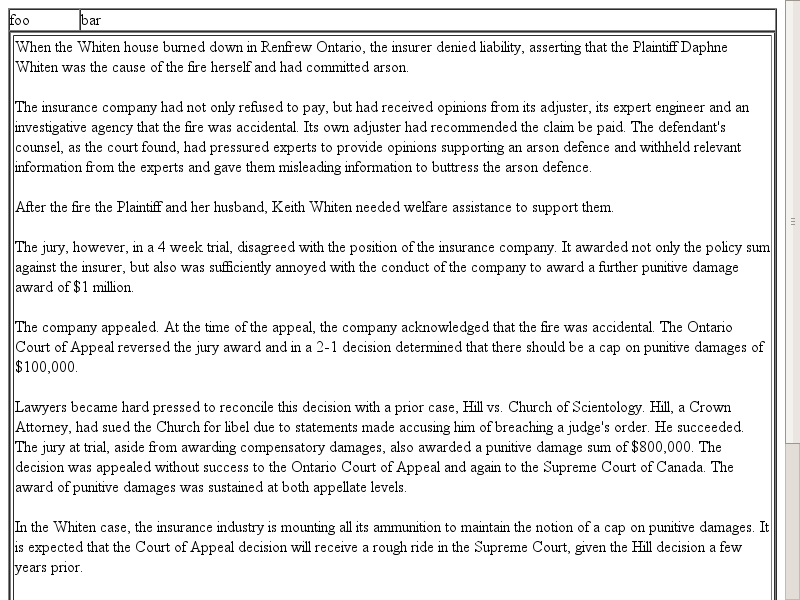 foo bar
When the Whiten house burned down in Renfrew Ontario, the insurer denied liability, asserting that the Plaintiff Daphne
Whiten was the cause of the fire herself and had committed arson.
The insurance company had not only refused to pay, but had received opinions from its adjuster, its expert engineer and an
investigative agency that the fire was accidental. Its own adjuster had recommended the claim be paid. The defendant's
counsel, as the court found, had pressured experts to provide opinions supporting an arson defence and withheld relevant
information from the experts and gave them misleading information to buttress the arson defence.
After the fire the Plaintiff and her husband, Keith Whiten needed welfare assistance to support them.
The jury, however, in a 4 week trial, disagreed with the position of the insurance company. It awarded not only the policy sum
against the insurer, but also was sufficiently annoyed with the conduct of the company to award a further punitive damage
award of $1 million.
The company appealed. At the time of the appeal, the company acknowledged that the fire was accidental. The Ontario
Court of Appeal reversed the jury award and in a 2-1 decision determined that there should be a cap on punitive damages of
$100,000.
Lawyers became hard pressed to reconcile this decision with a prior case, Hill vs. Church of Scientology. Hill, a Crown
Attorney, had sued the Church for libel due to statements made accusing him of breaching a judge's order. He succeeded.
The jury at trial, aside from awarding compensatory damages, also awarded a punitive damage sum of $800,000. The
decision was appealed without success to the Ontario Court of Appeal and again to the Supreme Court of Canada. The
award of punitive damages was sustained at both appellate levels.
In the Whiten case, the insurance industry is mounting all its ammunition to maintain the notion of a cap on punitive damages. It
is expected that the Court of Appeal decision will receive a rough ride in the Supreme Court, given the Hill decision a few
years prior.